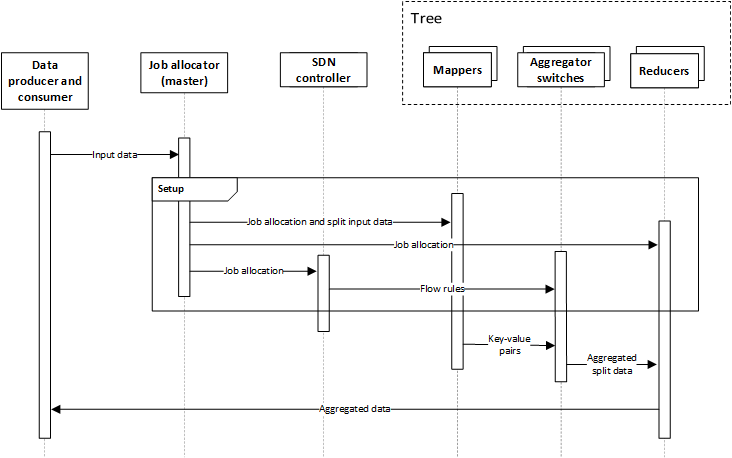 Tree
Data
producer and
consumer
Job allocator
(master)
SDN
controller
Mappers
Aggregator
switches
Reducers
Input data
Setup
Job allocation and split input data
Job allocation
Job allocation
Flow rules
Key-value
pairs
Aggregated
split data
Aggregated data